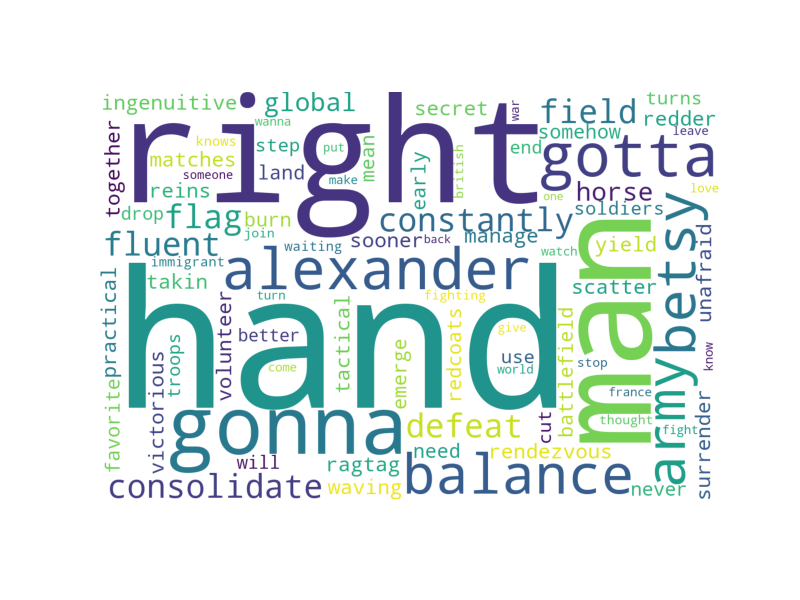 right
hand
man
gotta
gonna
alexander
balance
army
betsy
constantly
consolidate
fluent
flag
field
defeat
global
horse
ingenuitive
secret
turns
redder
leave
somehow
war
wanna
knows
step
put
mean
end
together
matches
someone
make
early
british
land
reins
one
love
drop
burn
join
soldiers
manage
sooner
back
waiting
watch
yield
unafraid
immigrant
takin
scatter
practical
volunteer
turn
tactical
fighting
redcoats
give
battlefield
better
use
stop
know
troops
come
world
emerge
france
victorious
favorite
cut
thought
fight
surrender
need
rendezvous
will
ragtag
waving
never